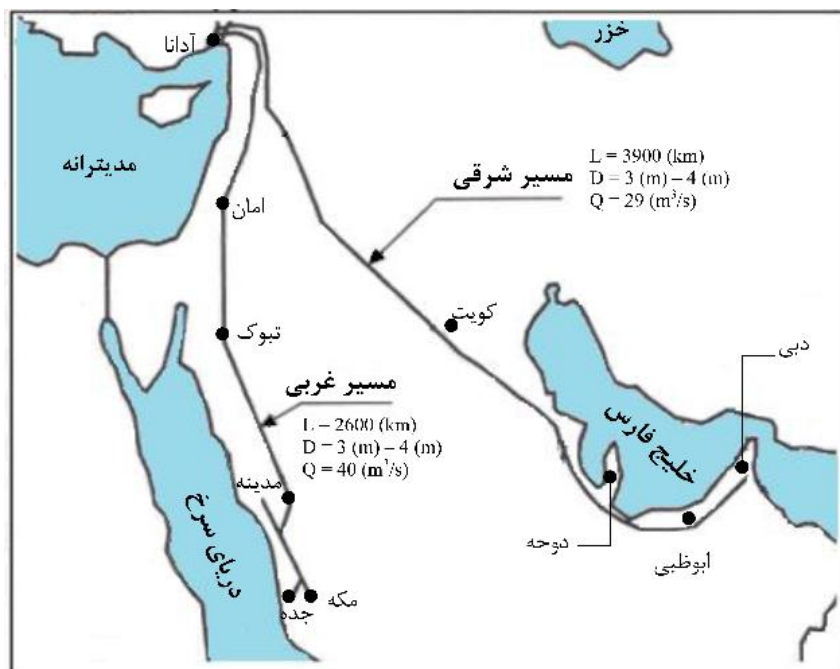 آدانا
خزر
مدیترانه
L = 3900 (km)
D = 3 (m) – 4 (m)
Q = 29 (m³/s)
مسیر شرقی
امان
کویت
تبوک
دبی
مسیر غربی
L – 2600 (km)
D = 3 (m) – 4 (m)
Q = 40 (m³/s)
خلیج فارس
مدینه
دریای سرخ
دوحه
ابوظبی
مکه
جده